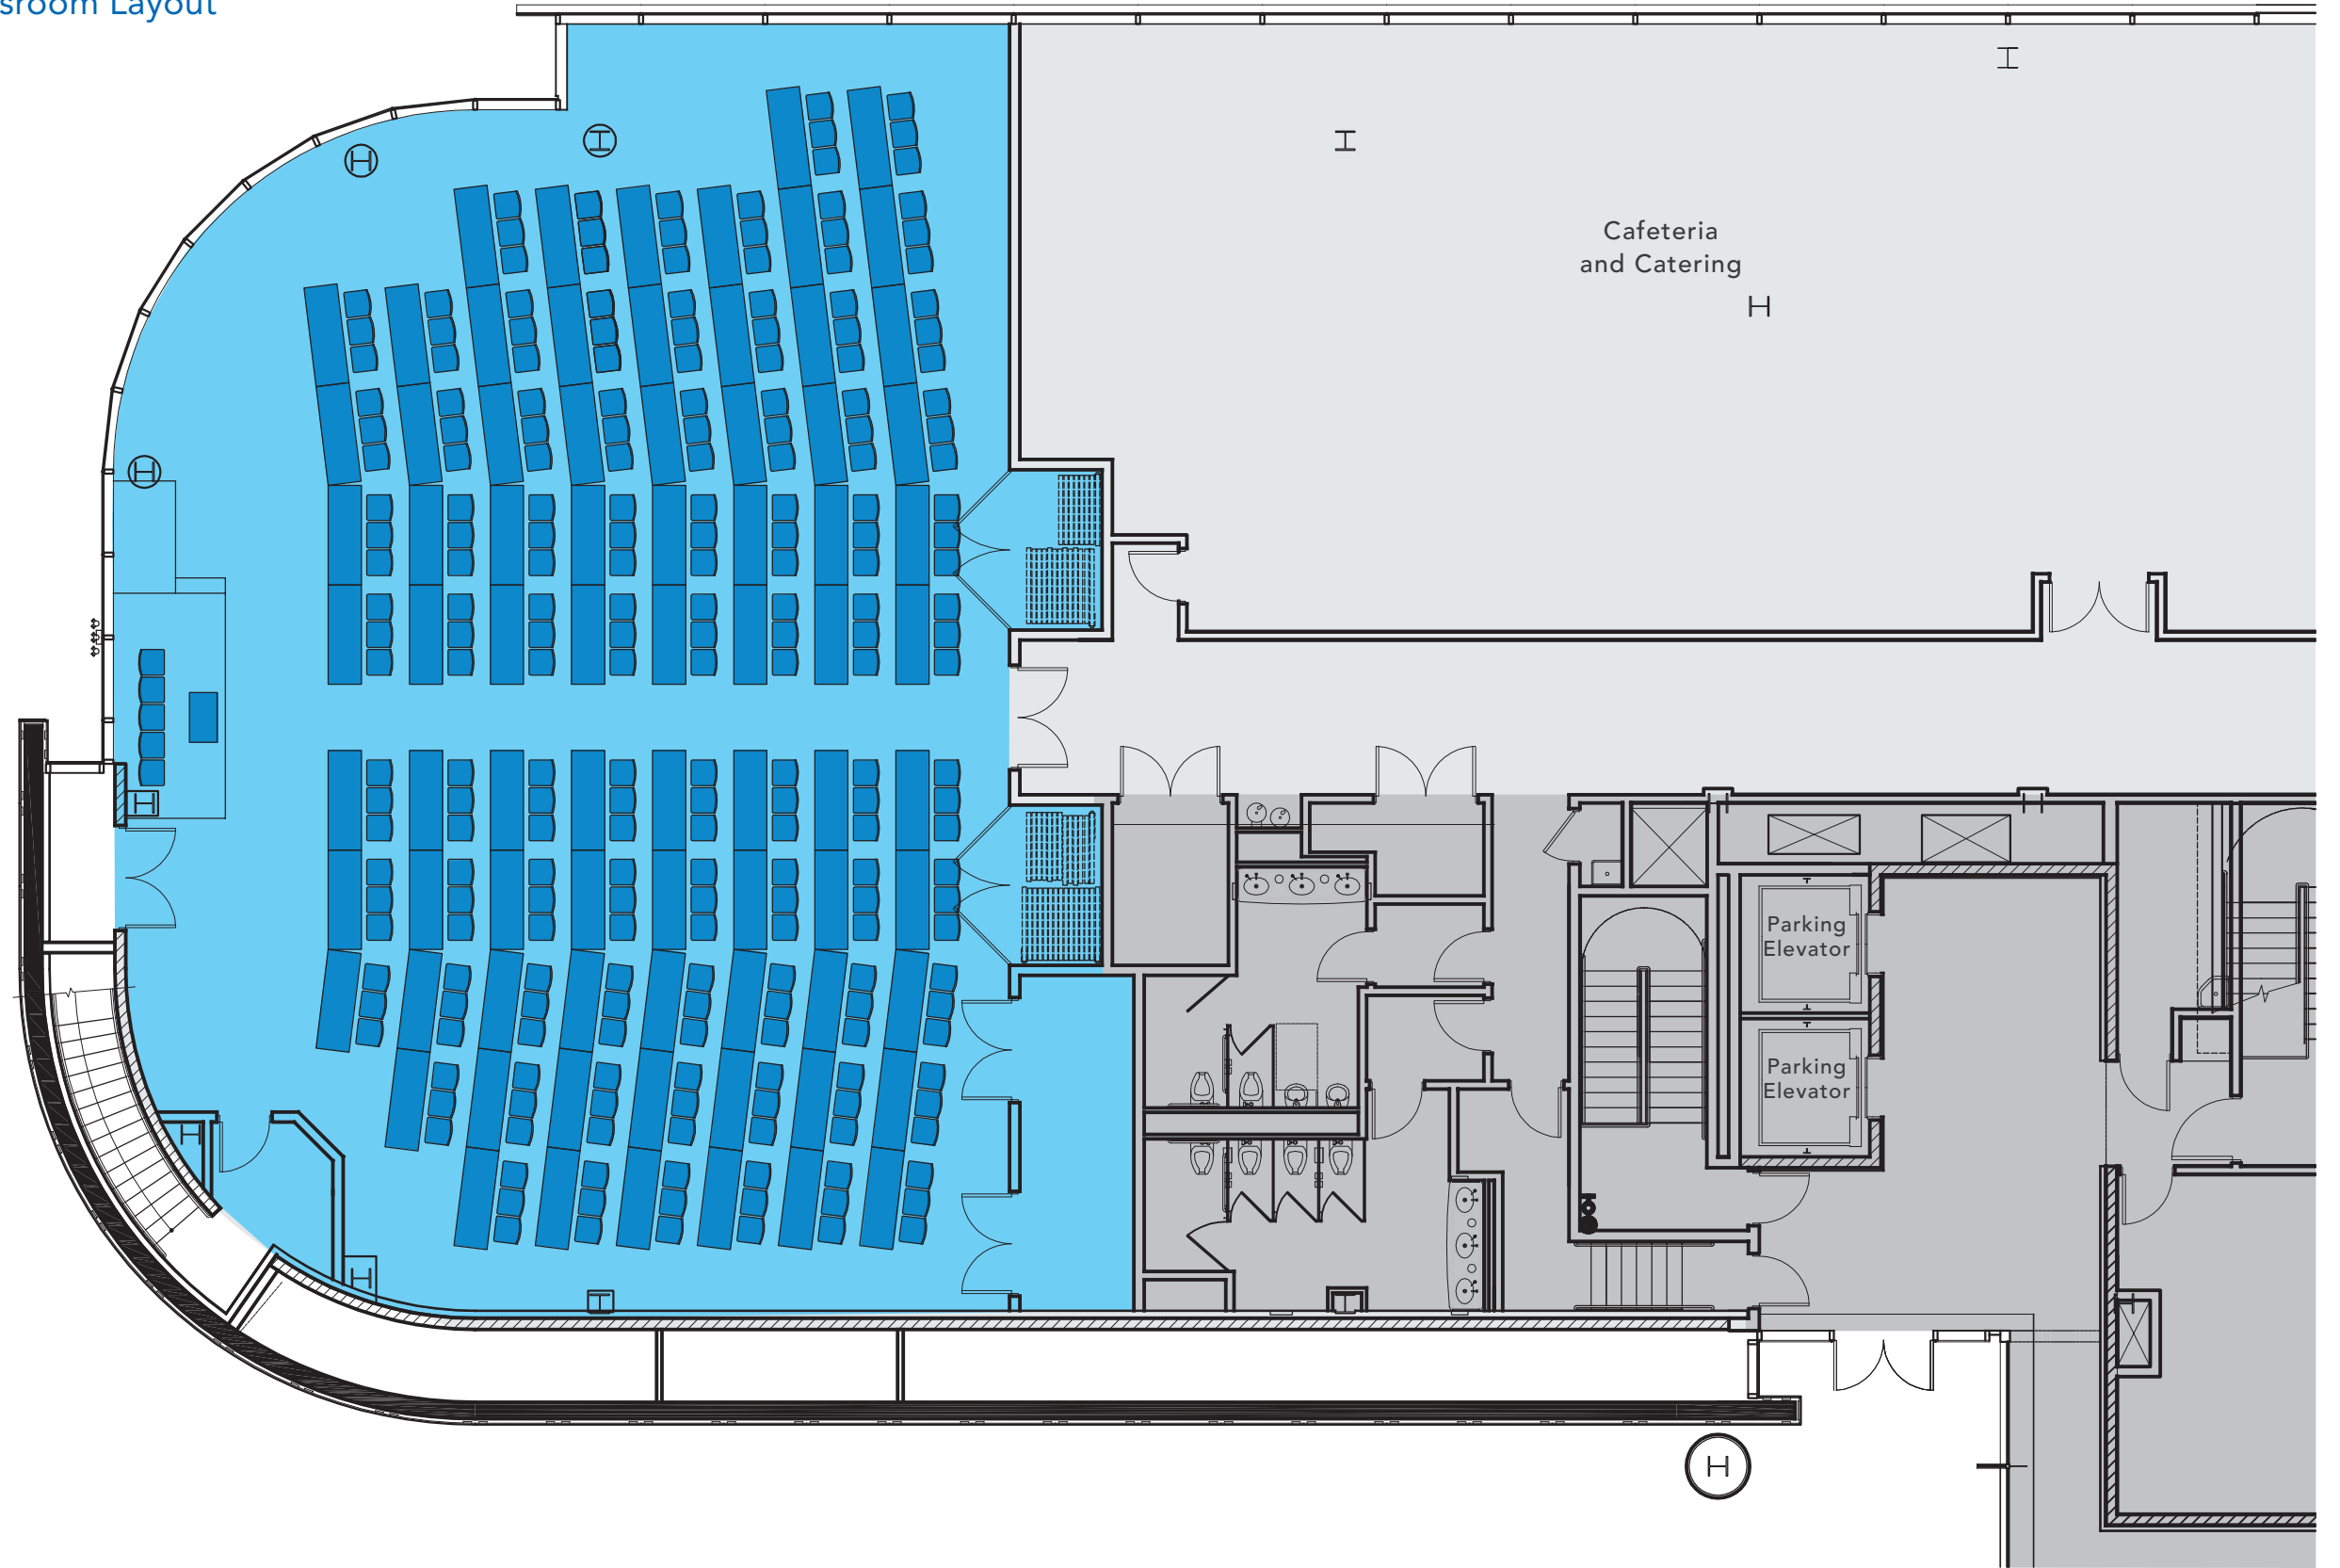 sroom Layout
Cafeteria
and Catering
Parking
Elevator
Parking
Elevator